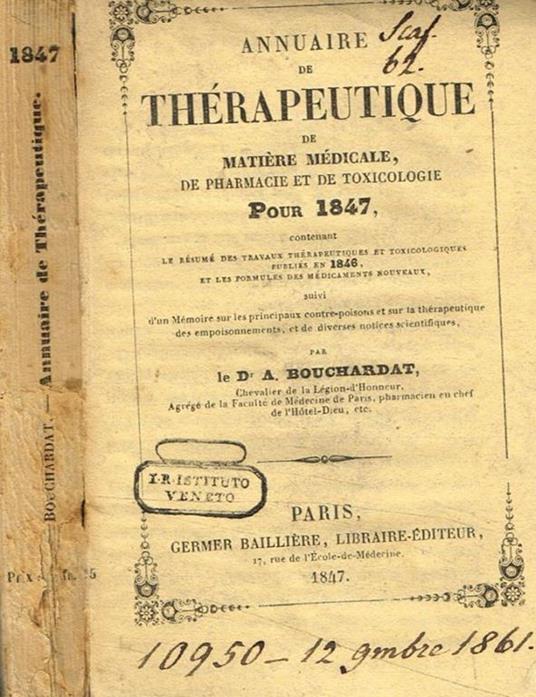 1847
BOUCHARDAT. — Annuaire de Thérapeutique.
ANNUAIRE
DE
THÉRAPEUTIQUE
DE
MATIÈRE MÉDICALE,
DE PHARMACIE ET DE TOXICOLOGIE
POUR 1847,
contenant
LE RÉSUMÉ DES TRAVAUX THÉRAPEUTIQUES ET TOXICOLOGIQUES
PUBLIÉS EN 1846,
ET LES FORMULES DES MÉDICAMENTS NOUVEAUX,
suivi
d'un Mémoire sur les principaux contre-poisons et sur la thérapeutique
des empoisonnements, et de diverses notices scientifiques,
PAR
le Dr A. BOUCHARDAT,
Chevalier de la Légion-d'Honneur,
Agrégé de la Faculté de Médecine de Paris, pharmacien en chef
de l'Hôtel-Dieu, etc.
I·R·ISTITUTO
VENETO
PARIS,
GERMER BAILLIÈRE, LIBRAIRE-ÉDITEUR,
17, rue de l'École-de-Médecine.
1847.
10950 – 12 9mbre 1861.
62.